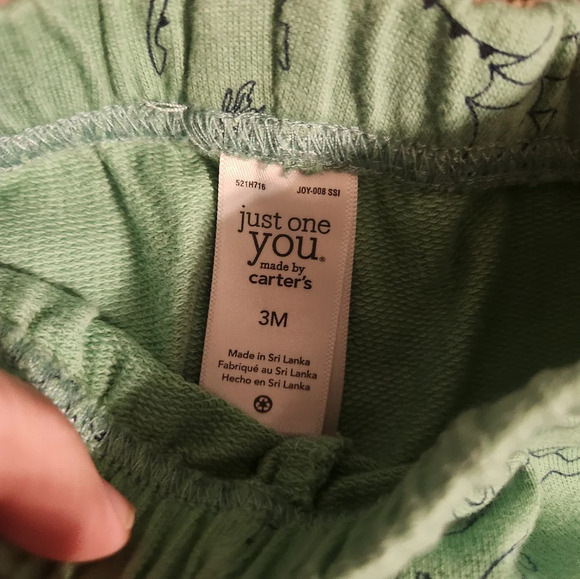 521H716 JOY-008 SSI
just one
you®
made by
carter's
3M
Made in Sri Lanka
Fabriqué au Sri Lanka
Hecho en Sri Lanka